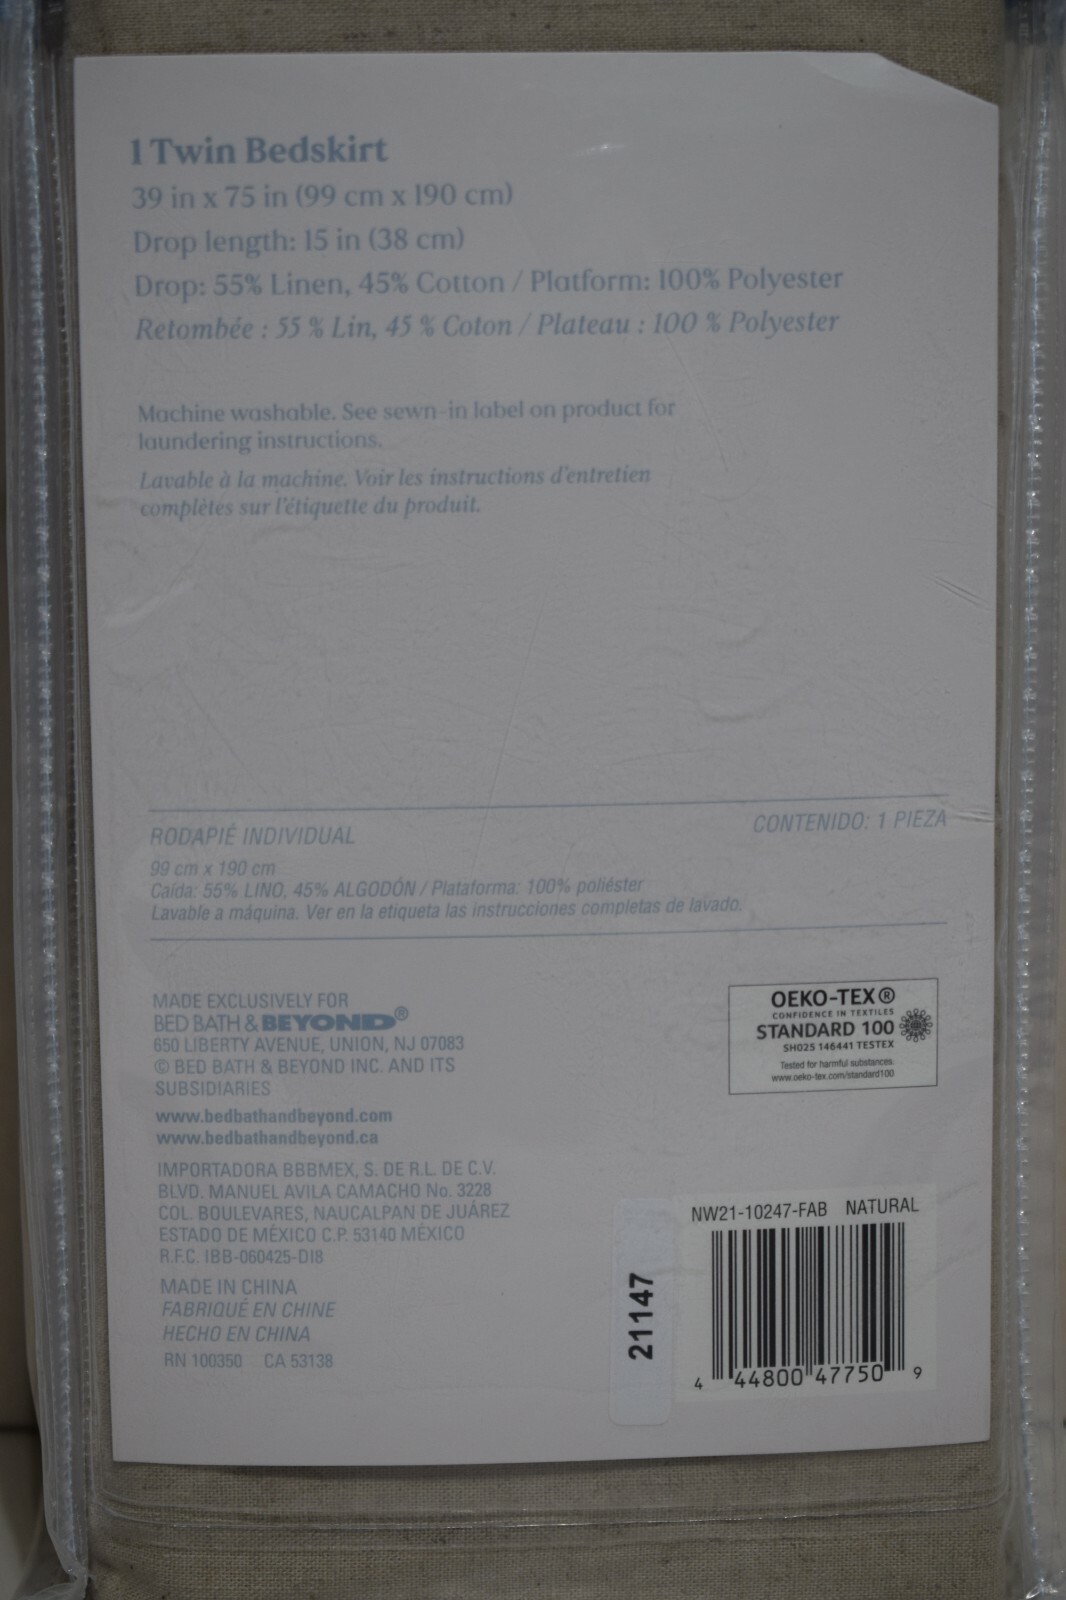 1 Twin Bedskirt
39 in x 75 in (99 cm x 190 cm)
Drop length: 15 in (38 cm)
Drop: 55% Linen, 45% Cotton / Platform: 100% Polyester
Retombée : 55 % Lin, 45 % Coton / Plateau : 100 % Polyester
Machine washable. See sewn-in label on product for
laundering instructions.
Lavable à la machine. Voir les instructions d'entretien
complètes sur l'étiquette du produit.
RODAPIÉ INDIVIDUAL
CONTENIDO: 1 PIEZA
99 cm x 190 cm
Caída: 55% LINO, 45% ALGODÓN / Plataforma: 100% poliéster
Lavable a máquina. Ver en la etiqueta las instrucciones completas de lavado.
MADE EXCLUSIVELY FOR
BED BATH & BEYOND®
650 LIBERTY AVENUE, UNION, NJ 07083
© BED BATH & BEYOND INC. AND ITS
SUBSIDIARIES
www.bedbathandbeyond.com
www.bedbathandbeyond.ca
IMPORTADORA BBBMEX, S. DE R.L. DE C.V.
BLVD. MANUEL AVILA CAMACHO No. 3228
COL. BOULEVARES, NAUCALPAN DE JUÁREZ
ESTADO DE MÉXICO C.P. 53140 MÉXICO
R.F.C. IBB-060425-DI8
MADE IN CHINA
FABRIQUÉ EN CHINE
HECHO EN CHINA
RN 100350 CA 53138
OEKO-TEX®
CONFIDENCE IN TEXTILES
STANDARD 100
SH025 146441 TESTEX
Tested for harmful substances.
www.oeko-tex.com/standard100
21147
NW21-10247-FAB NATURAL
4 44800 47750 9